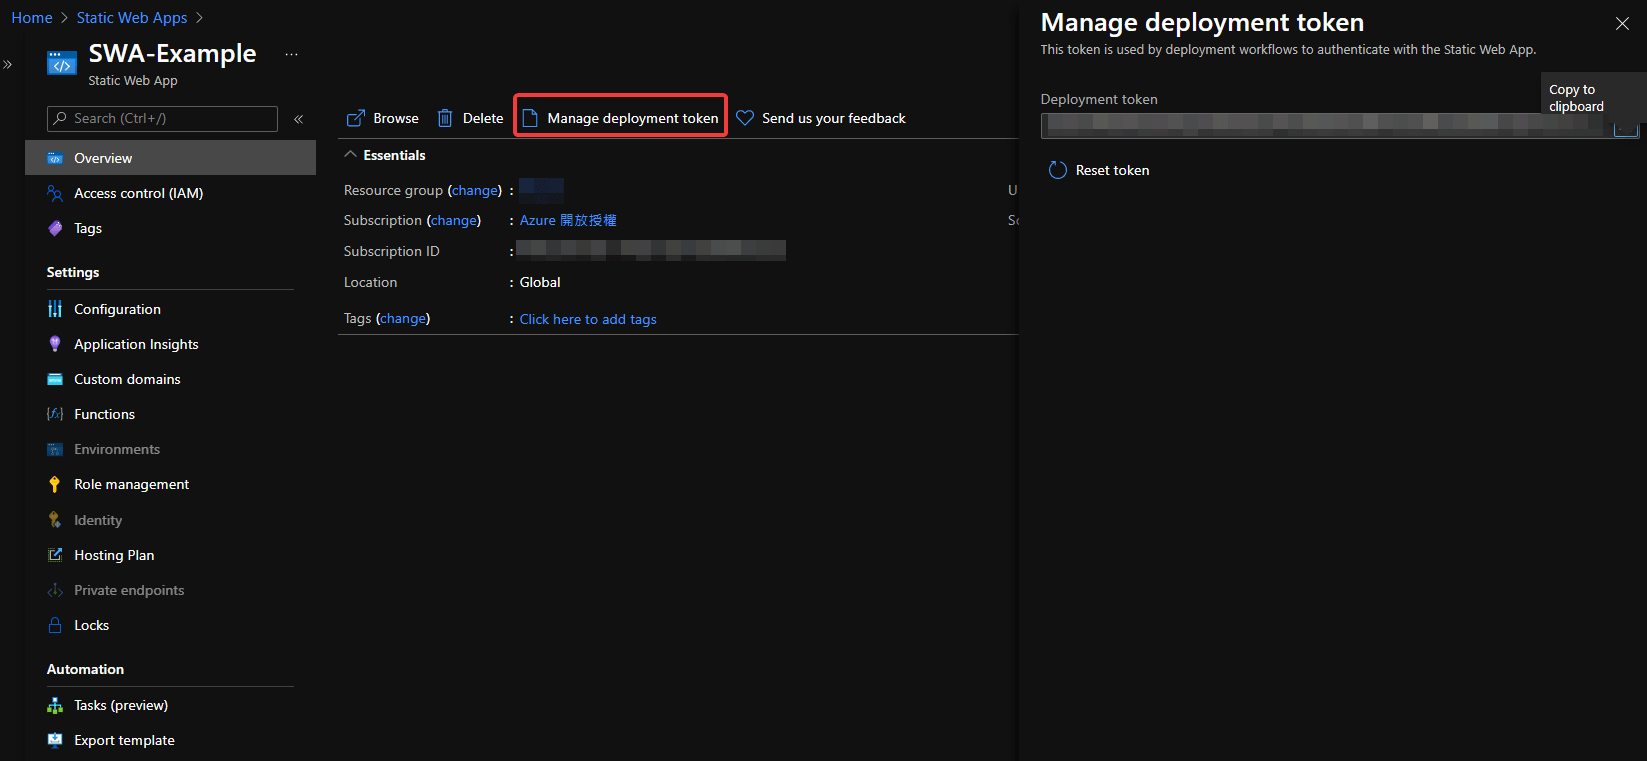 Home > Static Web Apps >
SWA-Example ...
Static Web App
Search (Ctrl+/)
Overview
Access control (IAM)
Tags
Settings
Configuration
Application Insights
Custom domains
Functions
Environments
Role management
Identity
Hosting Plan
Private endpoints
Locks
Automation
Tasks (preview)
Export template
Browse
Delete
Manage deployment token
Send us your feedback
Essentials
Resource group (change) :
Subscription (change) : Azure 開放授權
Subscription ID :
Location : Global
Tags (change) : Click here to add tags
Manage deployment token
This token is used by deployment workflows to authenticate with the Static Web App.
Deployment token
Copy to
clipboard
Reset token